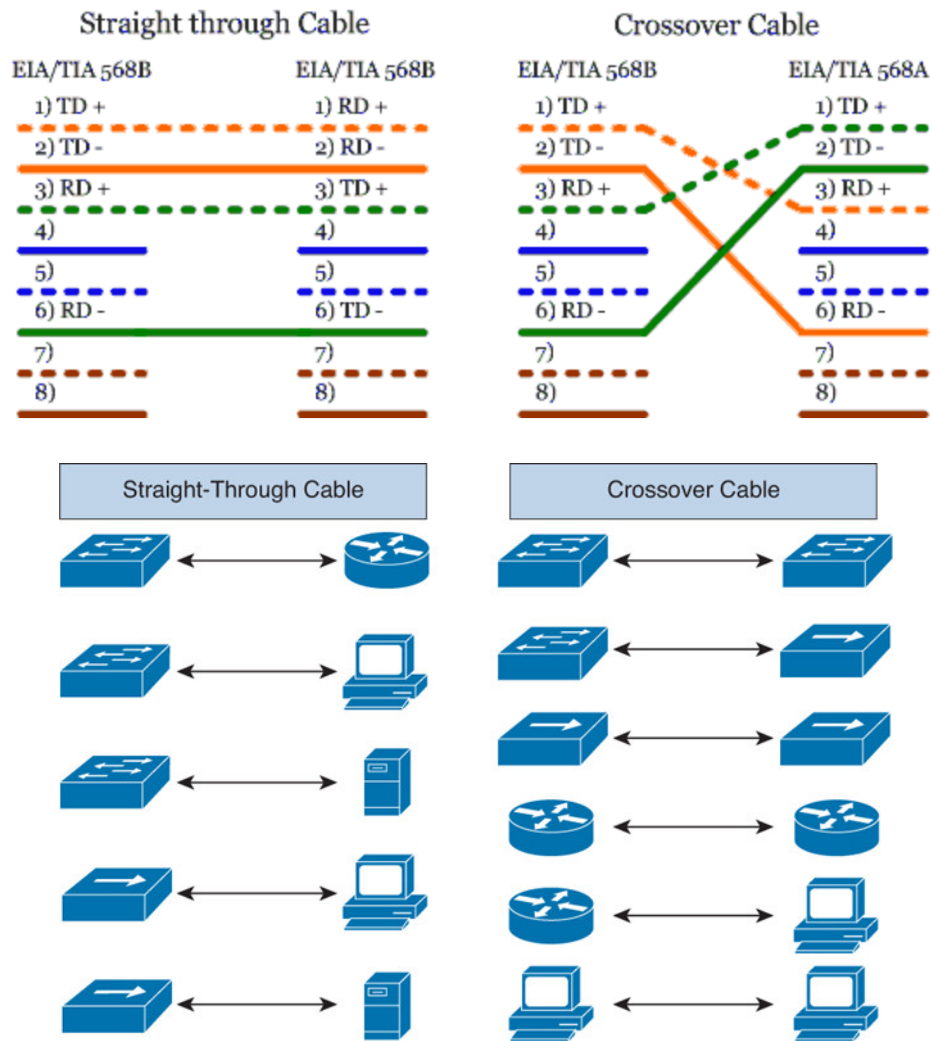 Straight through Cable
EIA/TIA 568B EIA/TIA 568B
1) TD + 1) RD +
2) TD - 2) RD -
3) RD + 3) TD +
4) 4)
5) 5)
6) RD - 6) TD -
7) 7)
8) 8)
Crossover Cable
EIA/TIA 568B EIA/TIA 568A
1) TD + 1) TD +
2) TD - 2) TD -
3) RD + 3) RD +
4) 4)
5) 5)
6) RD - 6) RD -
7) 7)
8) 8)
Straight-Through Cable
Crossover Cable